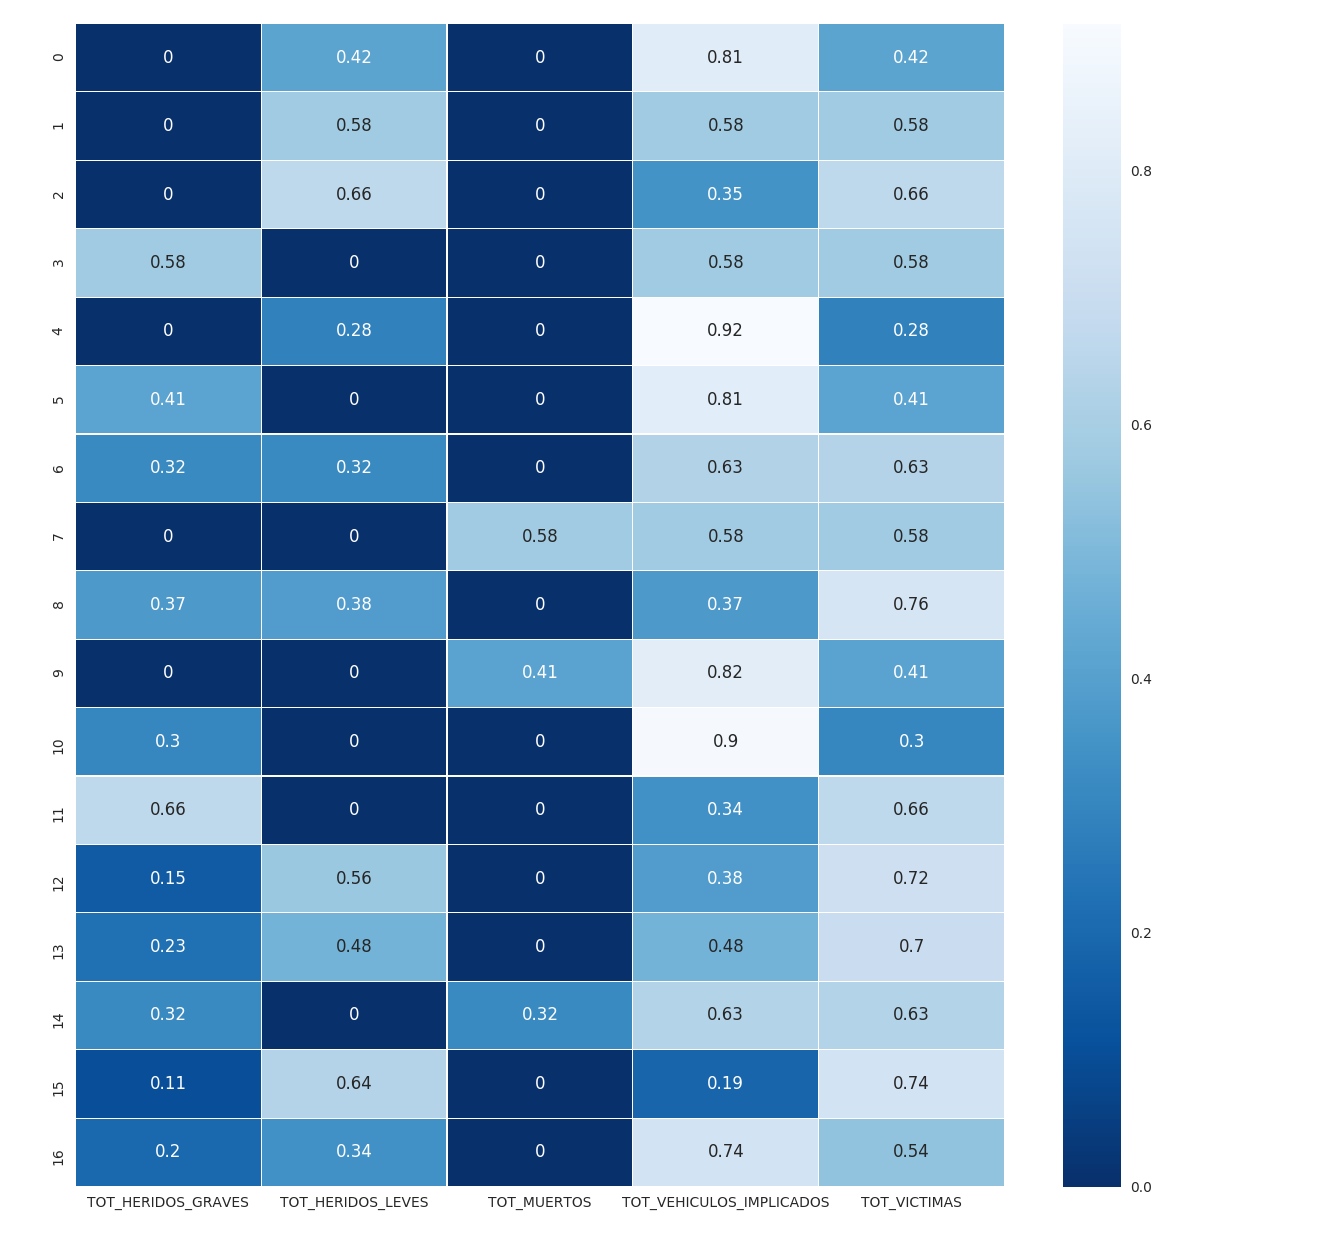 0 0 0.42 0 0.81 0.42
1 0 0.58 0 0.58 0.58
0.8
2 0 0.66 0 0.35 0.66
3 0.58 0 0 0.58 0.58
4 0 0.28 0 0.92 0.28
5 0.41 0 0 0.81 0.41
0.6
6 0.32 0.32 0 0.63 0.63
7 0 0 0.58 0.58 0.58
8 0.37 0.38 0 0.37 0.76
9 0 0 0.41 0.82 0.41
0.4
10 0.3 0 0 0.9 0.3
11 0.66 0 0 0.34 0.66
12 0.15 0.56 0 0.38 0.72
0.2
13 0.23 0.48 0 0.48 0.7
14 0.32 0 0.32 0.63 0.63
15 0.11 0.64 0 0.19 0.74
16 0.2 0.34 0 0.74 0.54
0.0
TOT_HERIDOS_GRAVES TOT_HERIDOS_LEVES TOT_MUERTOS TOT_VEHICULOS_IMPLICADOS TOT_VICTIMAS